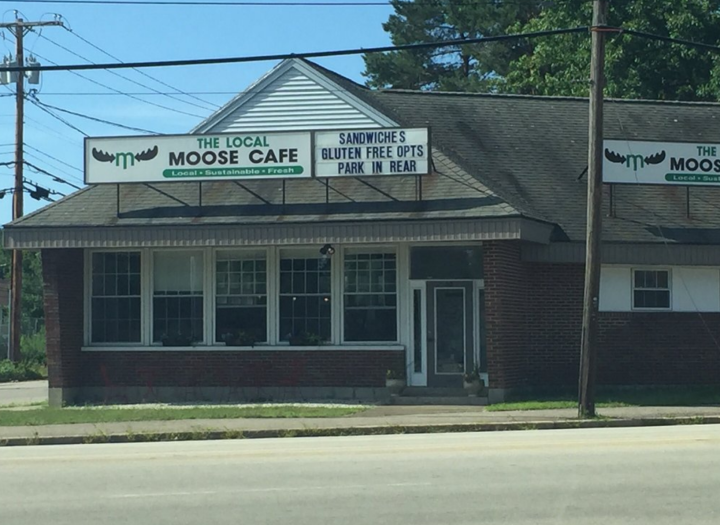 THE LOCAL
m MOOSE CAFE
Local • Sustainable • Fresh
SANDWICHES
GLUTEN FREE OPTS
PARK IN REAR
THE
m MOOS
Local • Sus